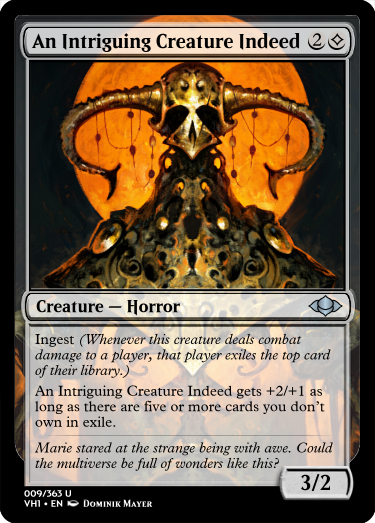 An Intriguing Creature Indeed 2
Creature — Horror
Ingest (Whenever this creature deals combat
damage to a player, that player exiles the top card
of their library.)
An Intriguing Creature Indeed gets +2/+1 as
long as there are five or more cards you don't
own in exile.
Marie stared at the strange being with awe. Could
the multiverse be full of wonders like this?
3/2
009/363 U
VH1 • EN Dominik Mayer